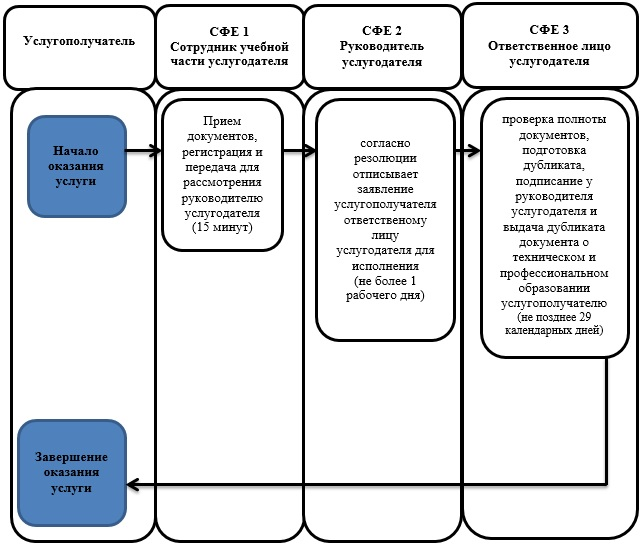 Услугополучатель
СФЕ 1
Сотрудник учебной
части услугодателя
СФЕ 2
Руководитель
услугодателя
СФЕ 3
Ответственное лицо
услугодателя
Начало
оказания
услуги
Прием
документов,
регистрация и
передача для
рассмотрения
руководителю
услугодателя
(15 минут)
согласно
резолюции
отписывает
заявление
услугополучателя
ответственому
лицу
услугодателя для
исполнения
(не более 1
рабочего дня)
проверка полноты
документов,
подготовка
дубликата,
подписание у
руководителя
услугодателя и
выдача дубликата
документа о
техническом и
профессиональном
образовании
услугополучателю
(не позднее 29
календарных дней)
Завершение
оказания
услуги